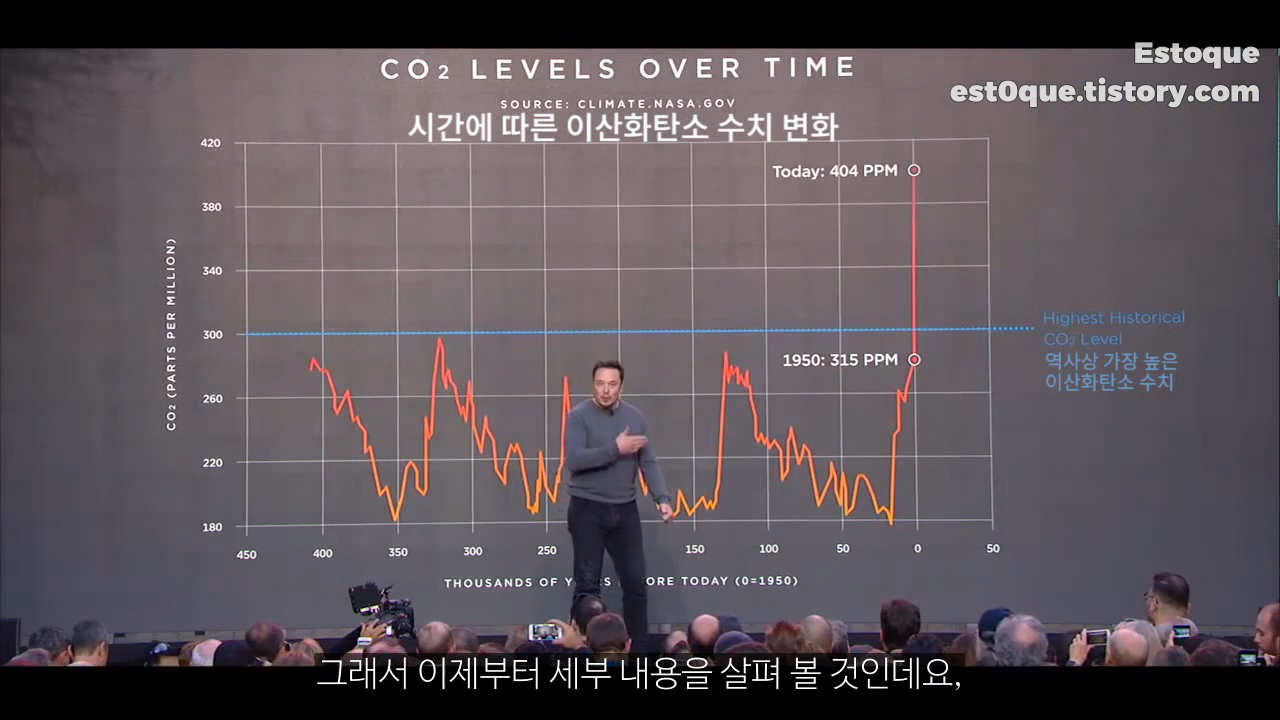 Estoque
est0que.tistory.com
CO₂ LEVELS OVER TIME
SOURCE: CLIMATE.NASA.GOV
시간에 따른 이산화탄소 수치 변화
CO₂ (PARTS PER MILLION)
420
380
340
300
260
220
180
Today: 404 PPM
1950: 315 PPM
Highest Historical
CO₂ Level
역사상 가장 높은
이산화탄소 수치
450 400 350 300 250 150 100 50 0 50
THOUSANDS OF TODAY (0=1950)
그래서 이제부터 세부 내용을 살펴 볼 것인데요,